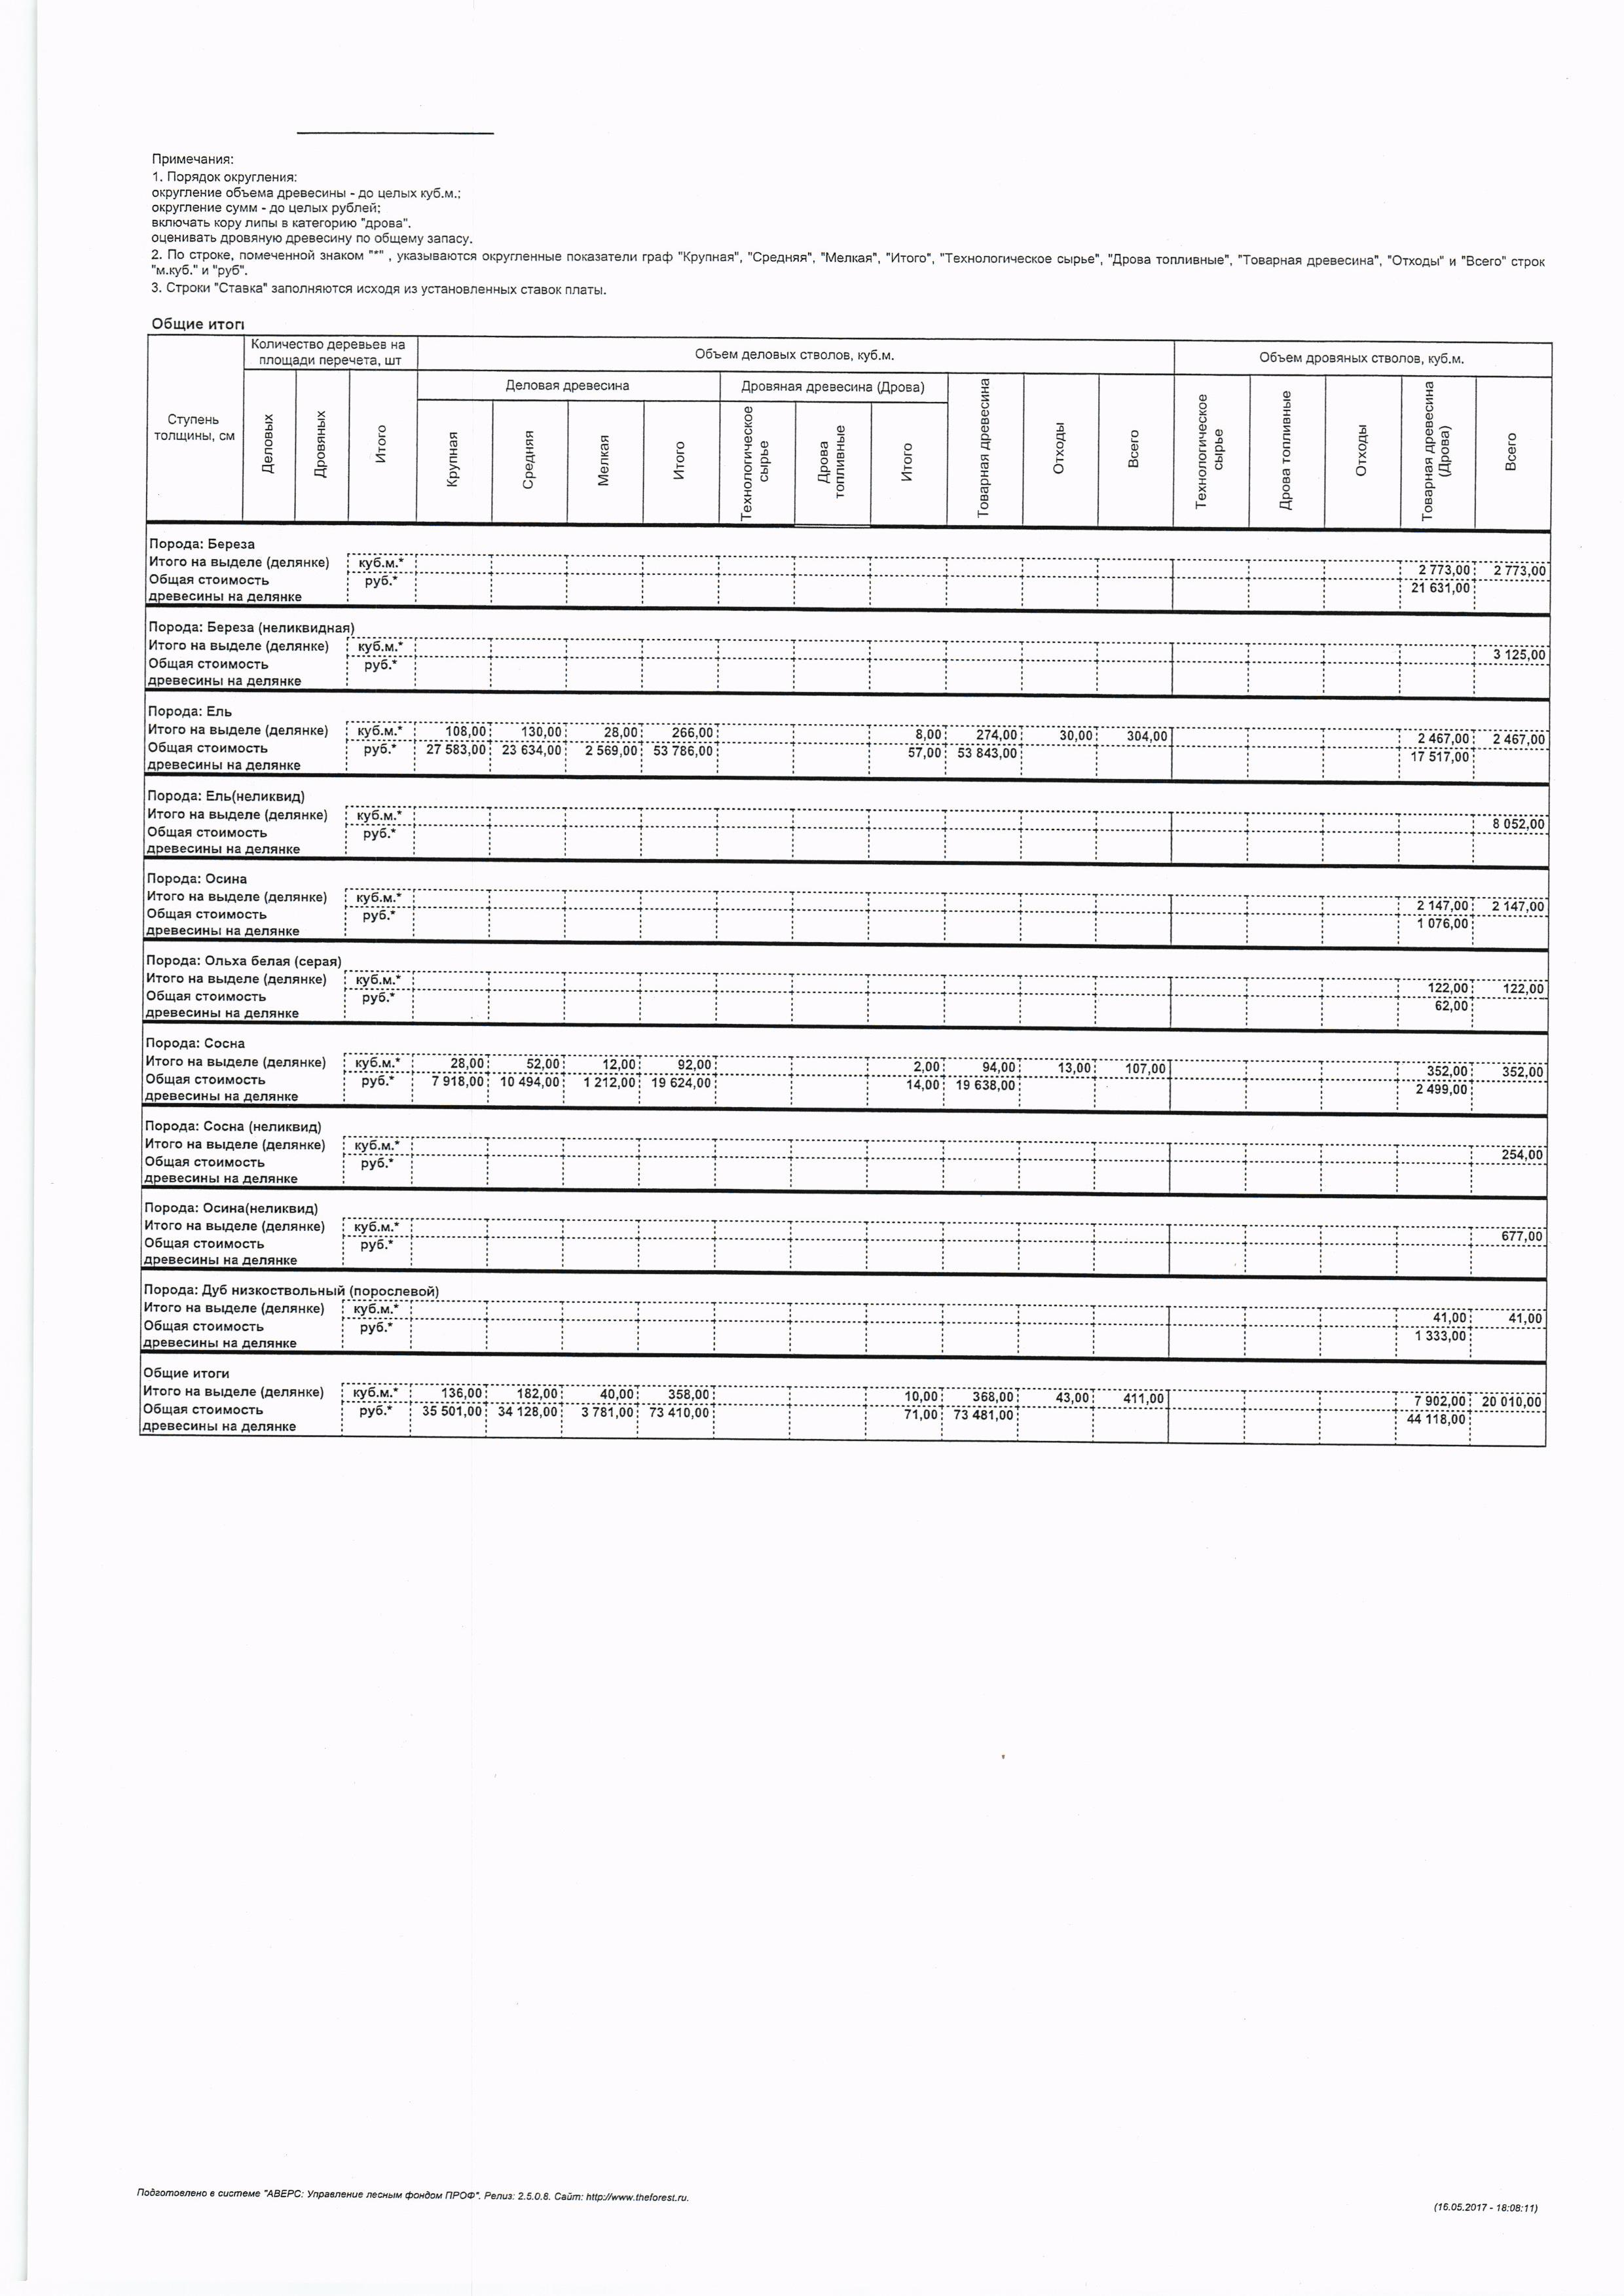 Примечания:
1. Порядок округления:
округление объема древесины - до целых куб.м.;
округление сумм - до целых рублей;
включать кору липы в категорию "дрова".
оценивать дровяную древесину по общему запасу.
2. По строке, помеченной знаком "*" , указываются округленные показатели граф "Крупная", "Средняя", "Мелкая", "Итого", "Технологическое сырье", "Дрова топливные", "Товарная древесина", "Отходы" и "Всего" строк
"м.куб." и "руб".
3. Строки "Ставка" заполняются исходя из установленных ставок платы.
Общие итоги
Ступень толщины, см
Количество деревьев на площади перечета, шт
Объем деловых стволов, куб.м.
Объем дровяных стволов, куб.м.
Деловых
Дровяных
Итого
Деловая древесина
Дровяная древесина (Дрова)
Крупная
Средняя
Мелкая
Итого
Технологическое сырье
Дрова топливные
Итого
Товарная древесина
Отходы
Всего
Технологическое сырье
Дрова топливные
Отходы
Товарная древесина (Дрова)
Всего
Порода: Береза
Итого на выделе (делянке) куб.м.* 2 773,00 2 773,00
Общая стоимость руб.* 21 631,00
древесины на делянке
Порода: Береза (неликвидная)
Итого на выделе (делянке) куб.м.* 3 125,00
Общая стоимость руб.*
древесины на делянке
Порода: Ель
Итого на выделе (делянке) куб.м.* 108,00 130,00 28,00 266,00 8,00 274,00 30,00 304,00 2 467,00 2 467,00
Общая стоимость руб.* 27 583,00 23 634,00 2 569,00 53 786,00 57,00 53 843,00 17 517,00
древесины на делянке
Порода: Ель(неликвид)
Итого на выделе (делянке) куб.м.* 8 052,00
Общая стоимость руб.*
древесины на делянке
Порода: Осина
Итого на выделе (делянке) куб.м.* 2 147,00 2 147,00
Общая стоимость руб.* 1 076,00
древесины на делянке
Порода: Ольха белая (серая)
Итого на выделе (делянке) куб.м.* 122,00 122,00
Общая стоимость руб.* 62,00
древесины на делянке
Порода: Сосна
Итого на выделе (делянке) куб.м.* 28,00 52,00 12,00 92,00 2,00 94,00 13,00 107,00 352,00 352,00
Общая стоимость руб.* 7 918,00 10 494,00 1 212,00 19 624,00 14,00 19 638,00 2 499,00
древесины на делянке
Порода: Сосна (неликвид)
Итого на выделе (делянке) куб.м.* 254,00
Общая стоимость руб.*
древесины на делянке
Порода: Осина(неликвид)
Итого на выделе (делянке) куб.м.* 677,00
Общая стоимость руб.*
древесины на делянке
Порода: Дуб низкоствольный (порослевой)
Итого на выделе (делянке) куб.м.* 41,00 41,00
Общая стоимость руб.* 1 333,00
древесины на делянке
Общие итоги
Итого на выделе (делянке) куб.м.* 136,00 182,00 40,00 358,00 10,00 368,00 43,00 411,00 7 902,00 20 010,00
Общая стоимость руб.* 35 501,00 34 128,00 3 781,00 73 410,00 71,00 73 481,00 44 118,00
древесины на делянке
Подготовлено в системе "АВЕРС: Управление лесным фондом ПРОФ". Релиз: 2.5.0.8. Сайт: http://www.theforest.ru.
(16.05.2017 - 18:08:11)